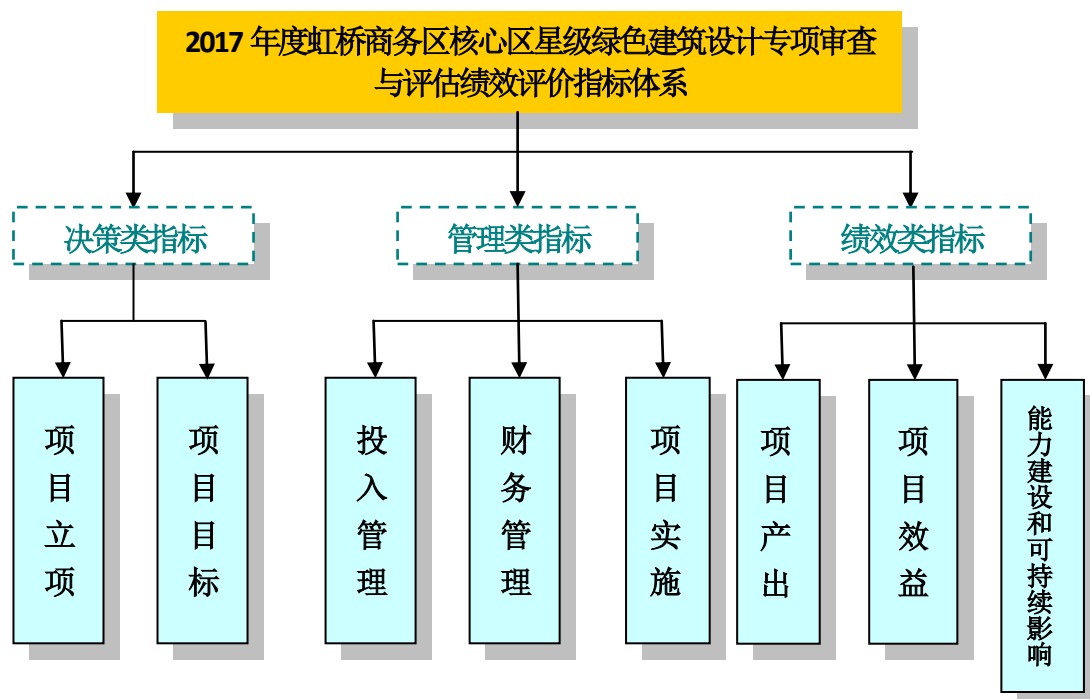 2017 年度虹桥商务区核心区星级绿色建筑设计专项审查
与评估绩效评价指标体系
决策类指标
管理类指标
绩效类指标
项目立项
项目目标
投入管理
财务管理
项目实施
项目产出
项目效益
能力建设和可持续影响